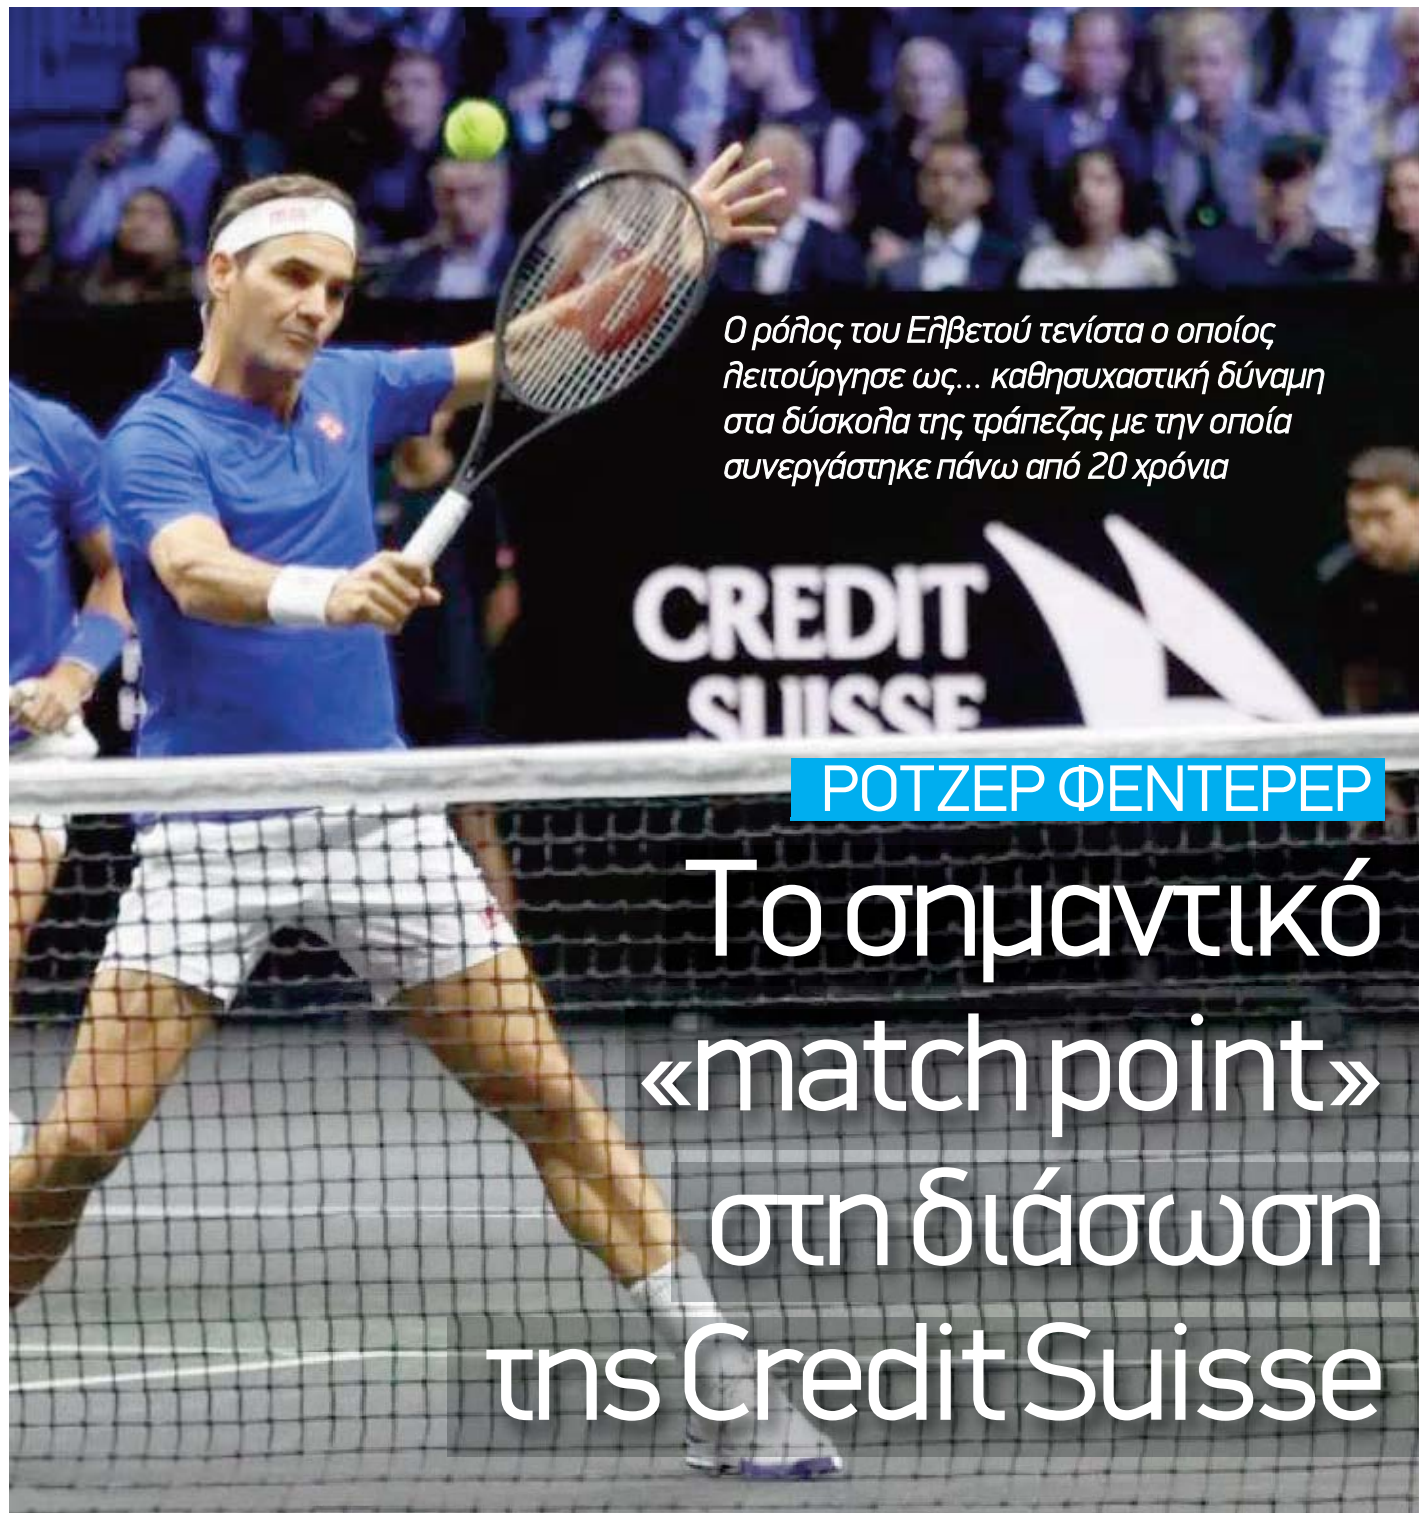 Ο ρόλος του Ελβετού τενίστα ο οποίος
λειτούργησε ως... καθησυχαστική δύναμη
στα δύσκολα της τράπεζας με την οποία
συνεργάστηκε πάνω από 20 χρόνια
CREDIT
SUISSE
ΡΟΤΖΕΡ ΦΕΝΤΕΡΕΡ
Το σημαντικό
«match point»
στη διάσωση
της Credit Suisse